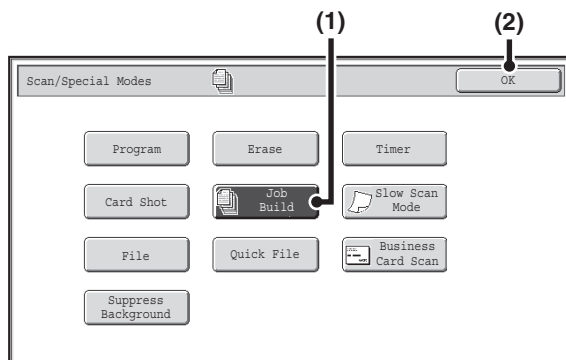 (1) (2)
Scan/Special Modes OK
Program Erase Timer
Card Shot Job Build Slow Scan Mode
File Quick File Business Card Scan
Suppress Background